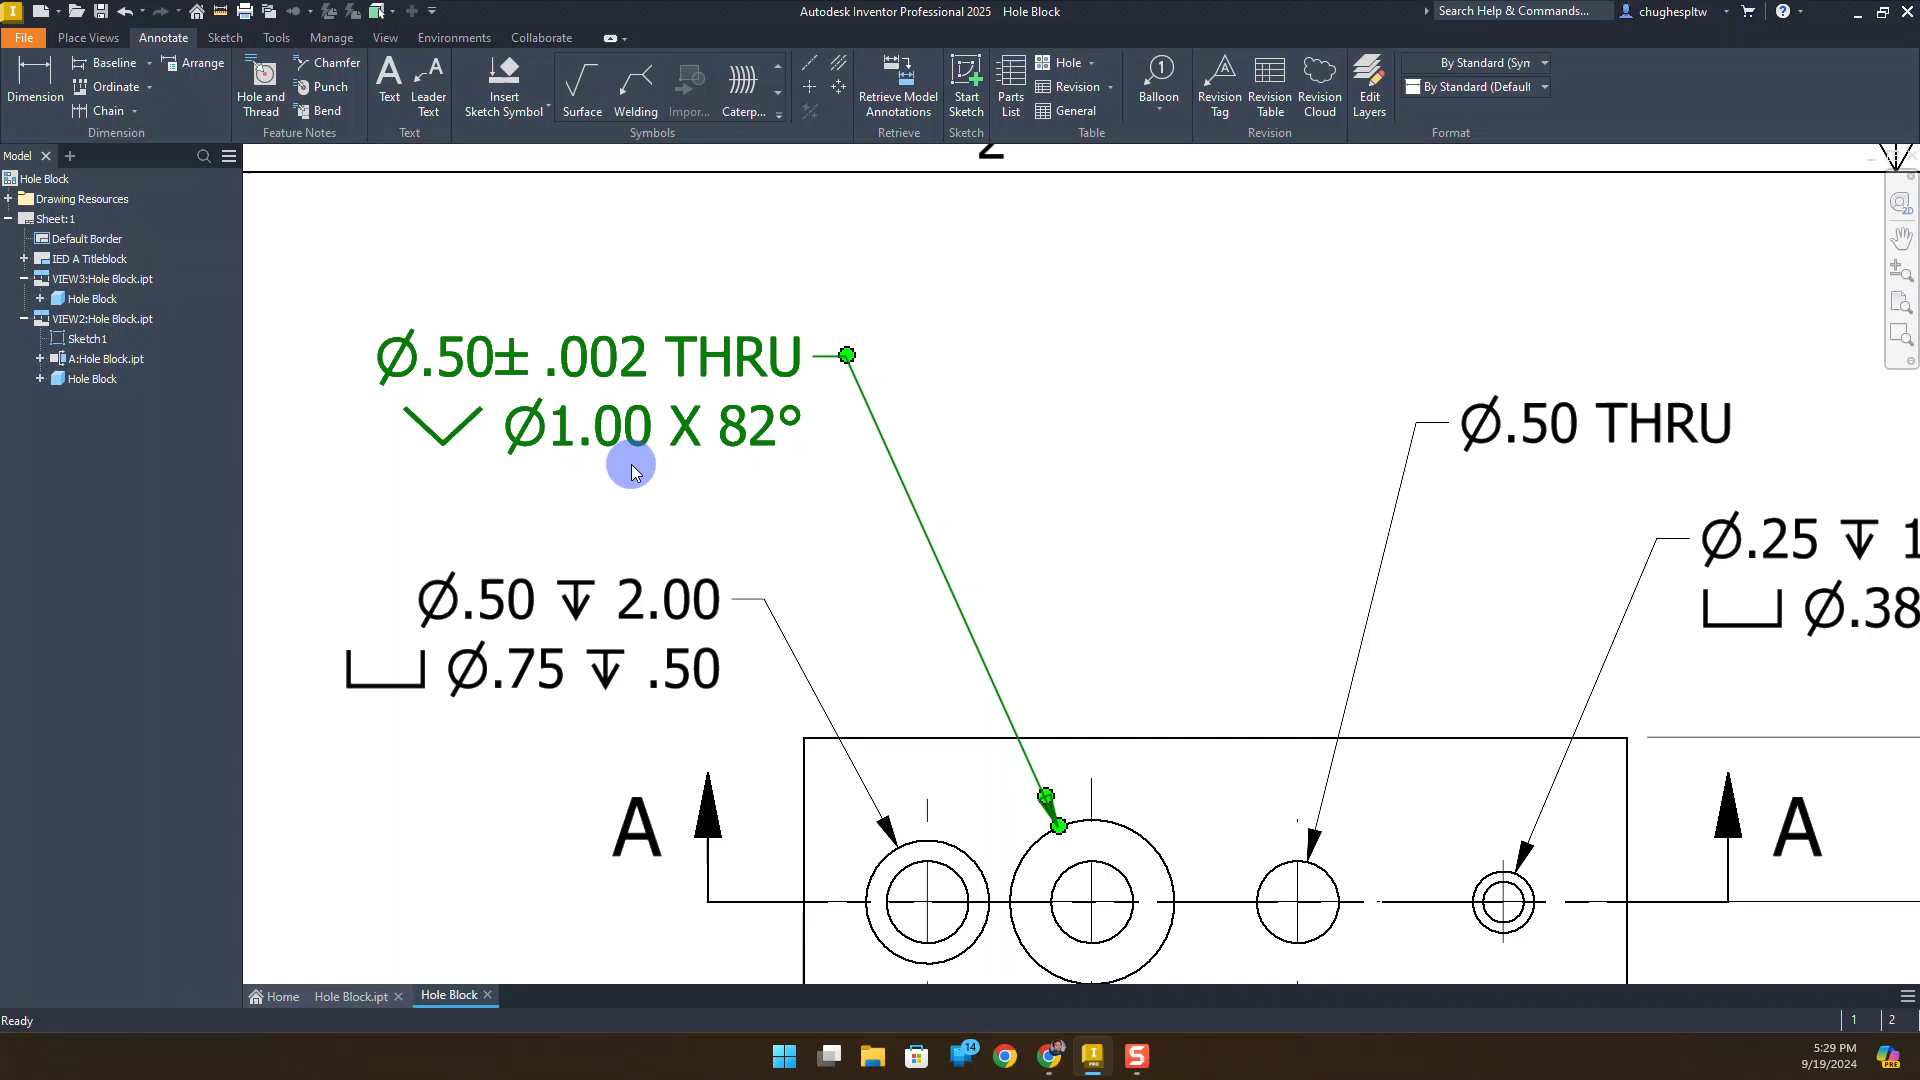 Autodesk Inventor Professional 2025 Hole Block
Search Help & Commands...
chughespltw
File Place Views Annotate Sketch Tools Manage View Environments Collaborate
Dimension
Baseline
Ordinate
Chain
Arrange
Dimension
Hole and Thread
Chamfer
Punch
Bend
Feature Notes
Text
Leader Text
Text
Insert Sketch Symbol
Surface
Welding
Impor...
Caterp...
Symbols
Retrieve Model Annotations
Retrieve
Start Sketch
Sketch
Parts List
Hole
Revision
General
Table
Balloon
Revision Tag
Revision Table
Revision Cloud
Revision
Edit Layers
By Standard (Syn
By Standard (Default
Format
Model
Hole Block
Drawing Resources
Sheet:1
Default Border
IED A Titleblock
VIEW3:Hole Block.ipt
Hole Block
VIEW2:Hole Block.ipt
Sketch1
A:Hole Block.ipt
Hole Block
2
Ø.50± .002 THRU
⌵ Ø1.00 X 82°
Ø.50 THRU
Ø.25 ↧ 1
⌴ Ø.38
Ø.50 ↧ 2.00
⌴ Ø.75 ↧ .50
A
A
Home Hole Block.ipt Hole Block
Ready
1 2
14
5:29 PM
9/19/2024